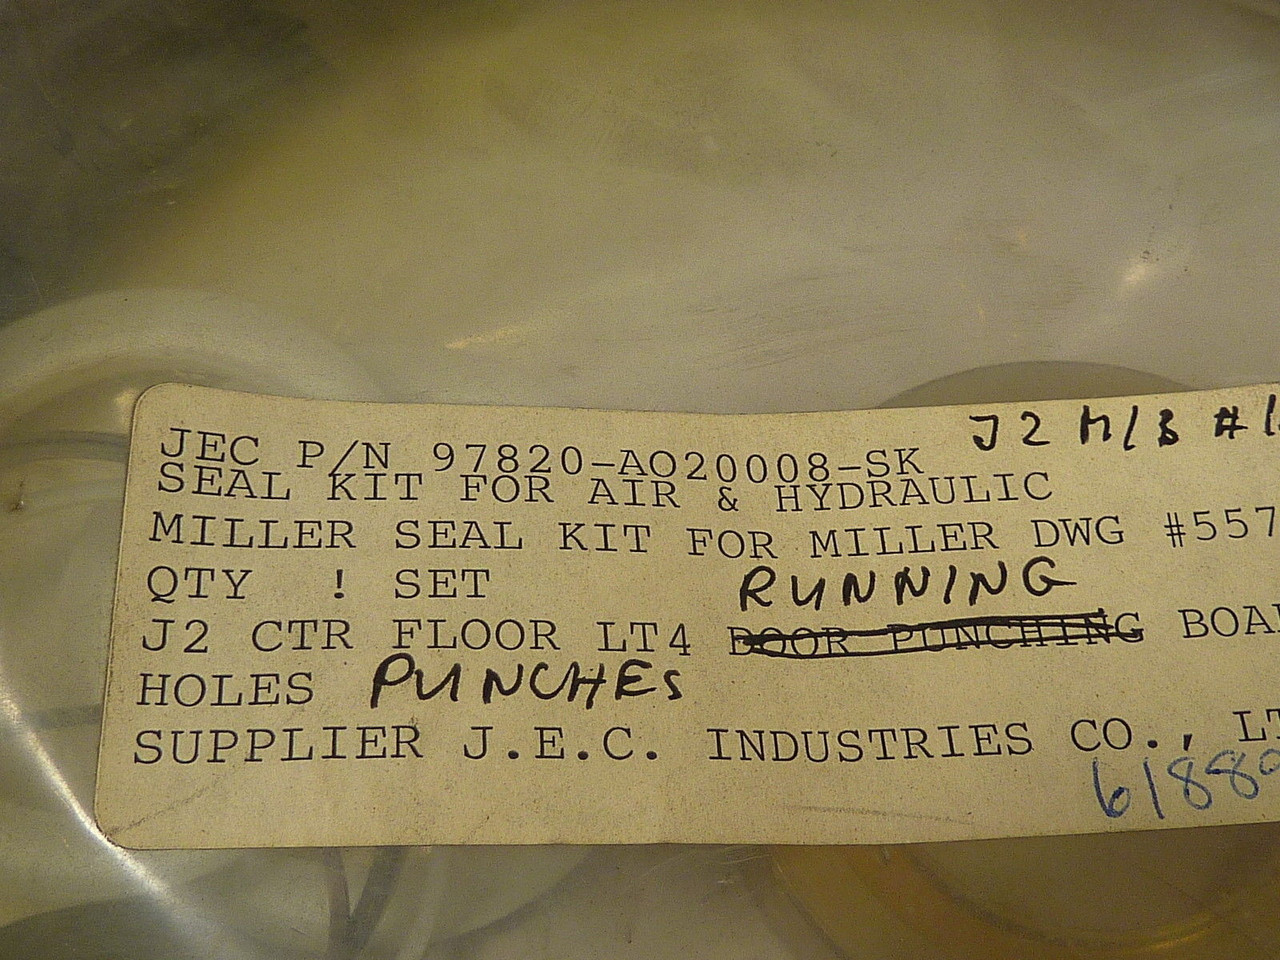 J2 M/B #1
JEC P/N 97820-AO20008-SK
SEAL KIT FOR AIR & HYDRAULIC
MILLER SEAL KIT FOR MILLER DWG #557
QTY ! SET
RUNNING
J2 CTR FLOOR LT4 DOOR PUNCHING BOA
HOLES PUNCHES
SUPPLIER J.E.C. INDUSTRIES CO., LT
6188